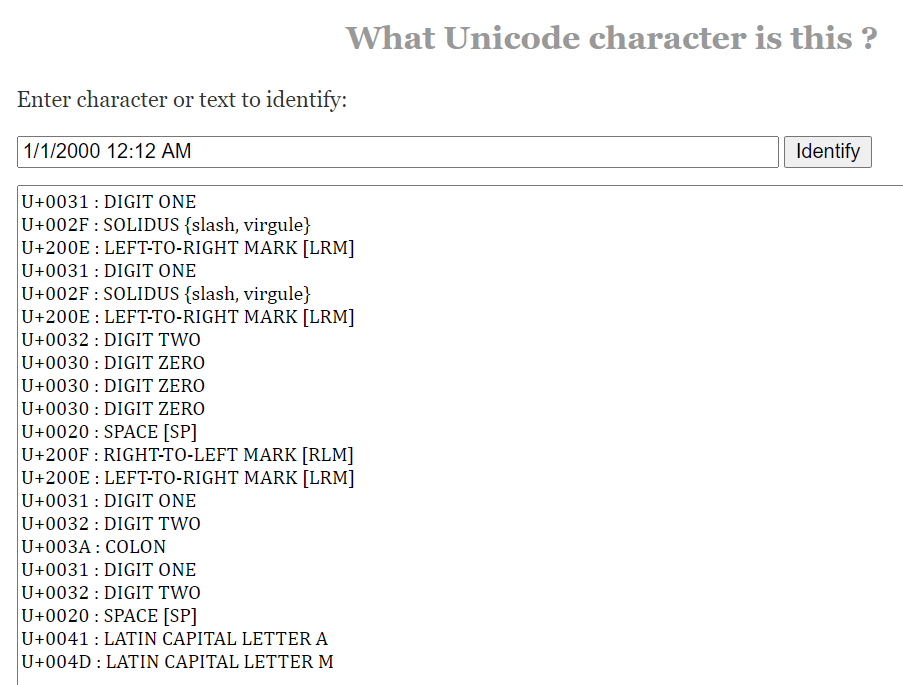 What Unicode character is this ?
Enter character or text to identify:
1/1/2000 12:12 AM
Identify
U+0031 : DIGIT ONE
U+002F : SOLIDUS {slash, virgule}
U+200E : LEFT-TO-RIGHT MARK [LRM]
U+0031 : DIGIT ONE
U+002F : SOLIDUS {slash, virgule}
U+200E : LEFT-TO-RIGHT MARK [LRM]
U+0032 : DIGIT TWO
U+0030 : DIGIT ZERO
U+0030 : DIGIT ZERO
U+0030 : DIGIT ZERO
U+0020 : SPACE [SP]
U+200F : RIGHT-TO-LEFT MARK [RLM]
U+200E : LEFT-TO-RIGHT MARK [LRM]
U+0031 : DIGIT ONE
U+0032 : DIGIT TWO
U+003A : COLON
U+0031 : DIGIT ONE
U+0032 : DIGIT TWO
U+0020 : SPACE [SP]
U+0041 : LATIN CAPITAL LETTER A
U+004D : LATIN CAPITAL LETTER M